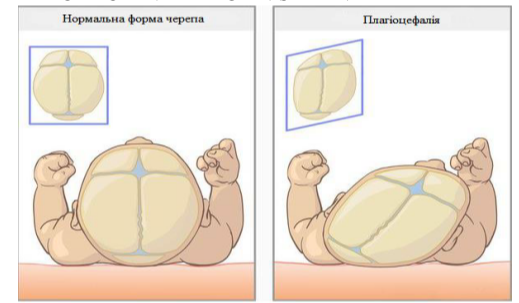 Нормальна форма черепа
Плагіоцефалія